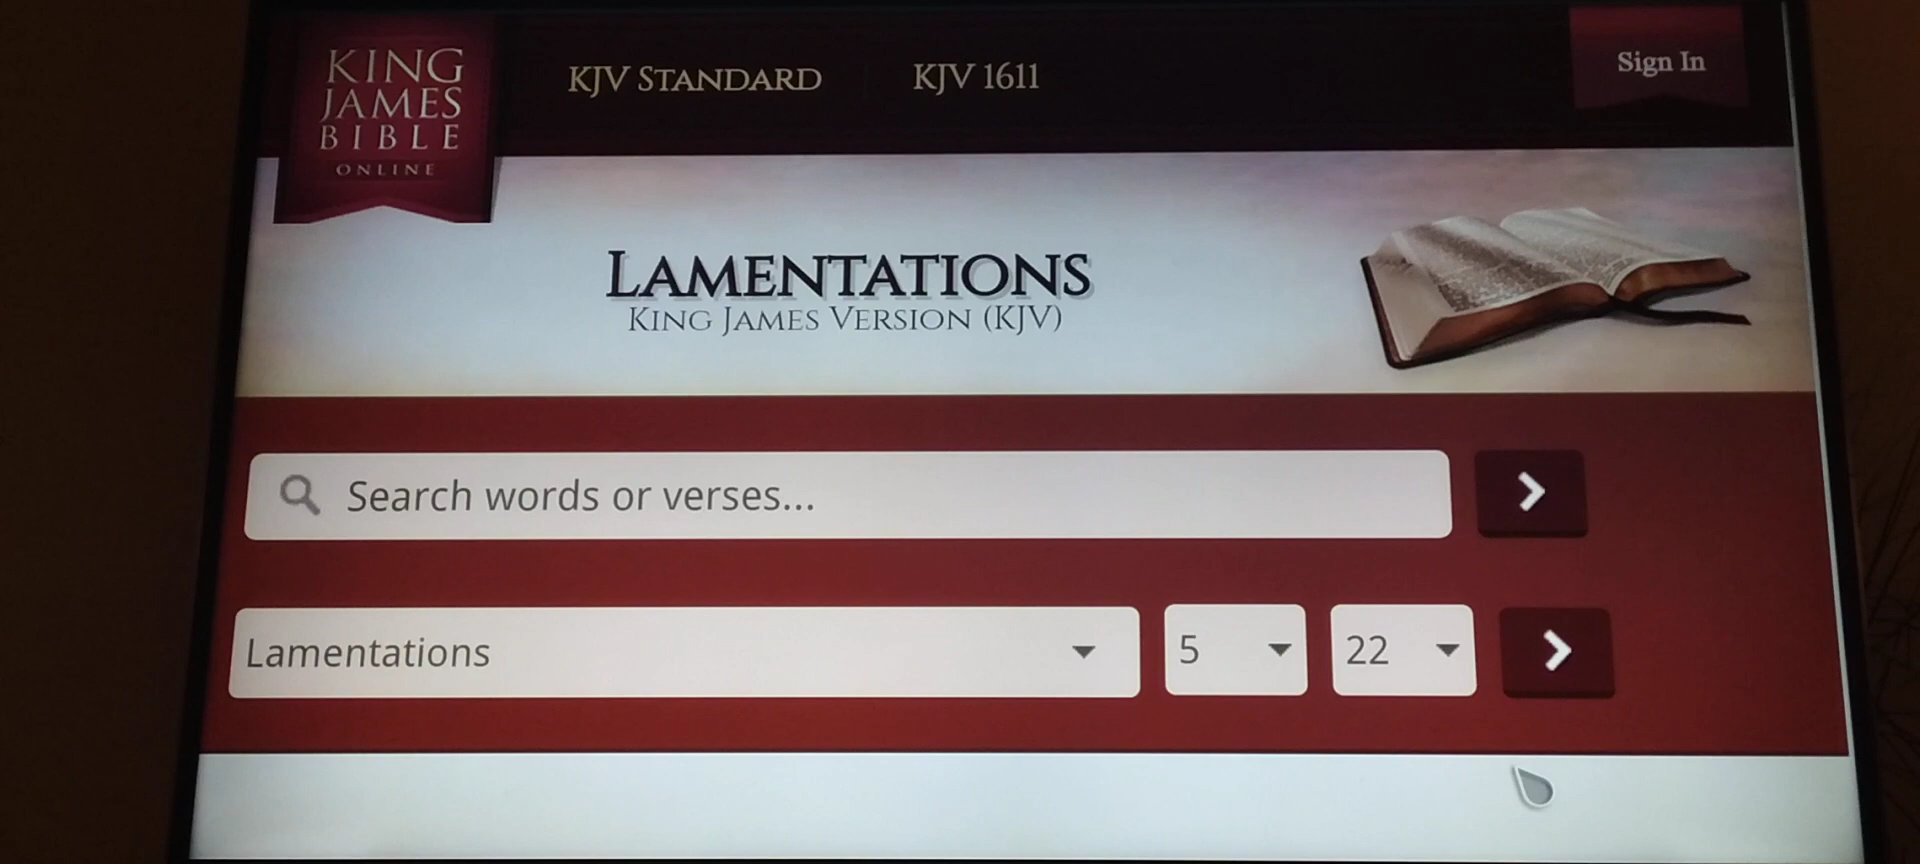 KING
JAMES
BIBLE
ONLINE
KJV STANDARD
KJV 1611
Sign In
LAMENTATIONS
KING JAMES VERSION (KJV)
Search words or verses...
Lamentations
5
22